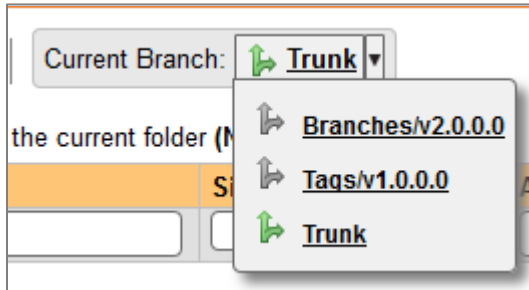 Current Branch: Trunk
Branches/v2.0.0.0
the current folder (
Tags/v1.0.0.0
Si
Trunk